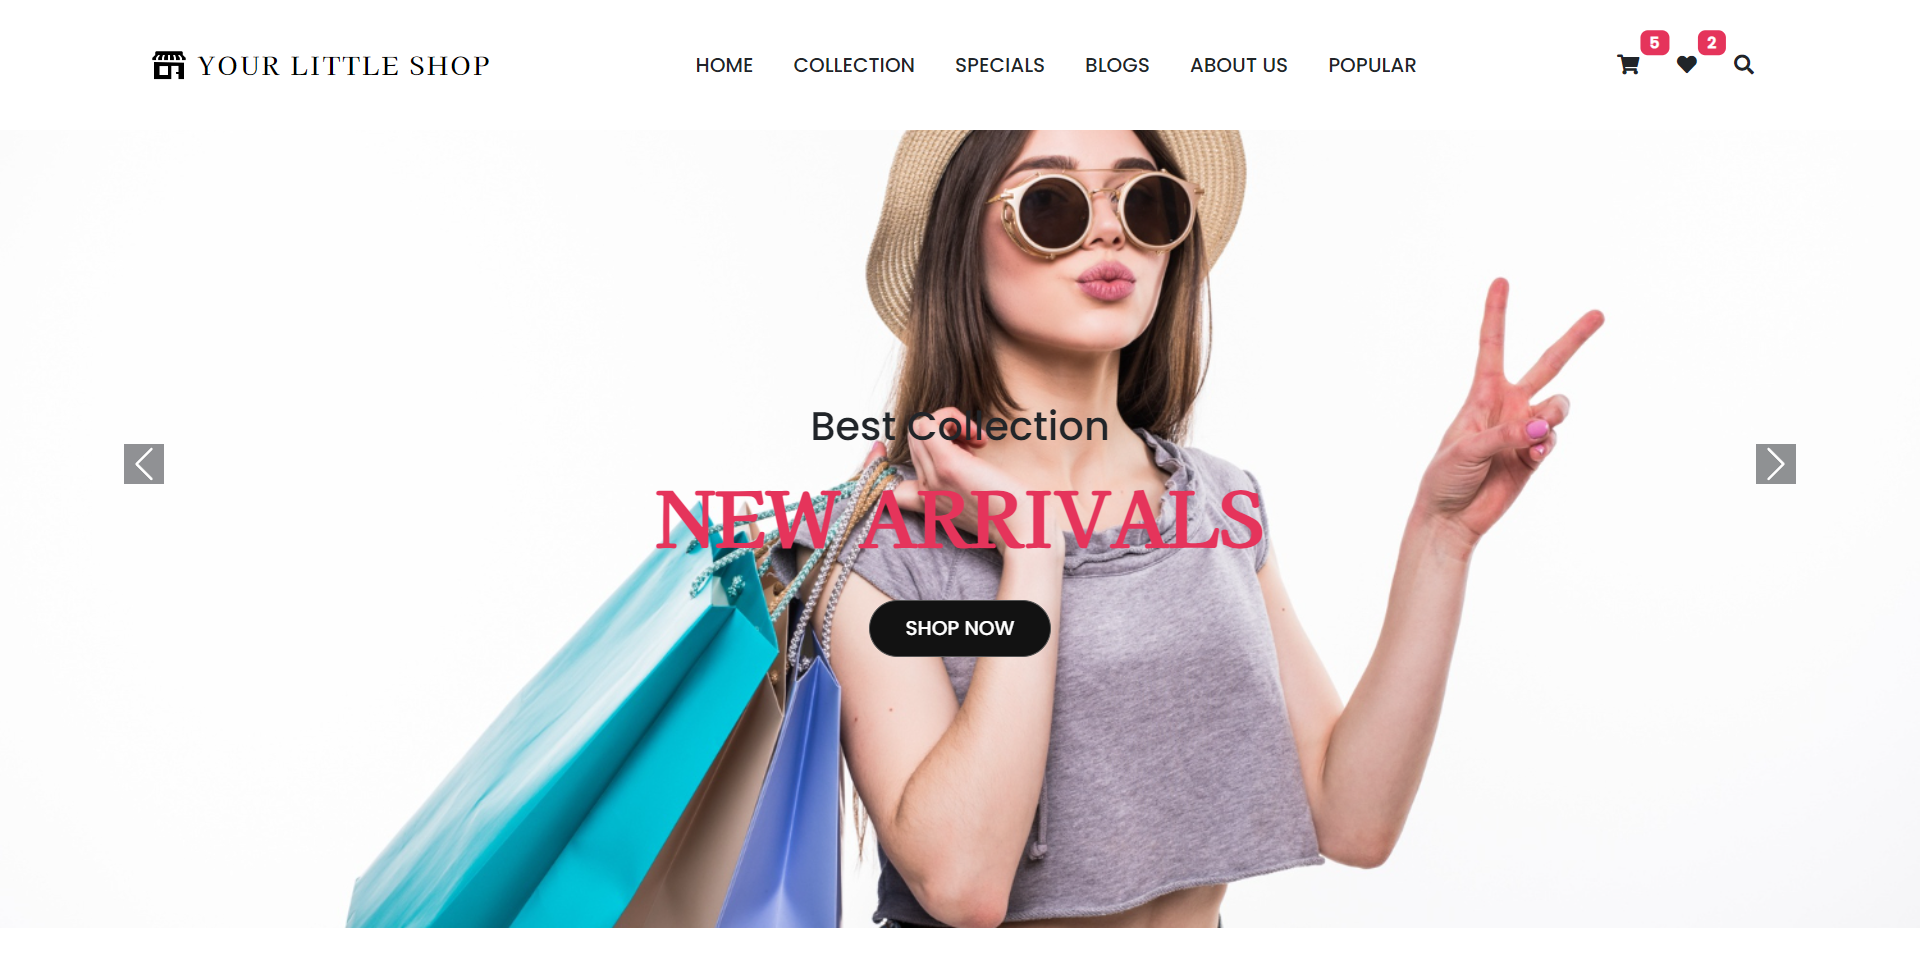 YOUR LITTLE SHOP
HOME COLLECTION SPECIALS BLOGS ABOUT US POPULAR
5 2
Best Collection
NEW ARRIVALS
SHOP NOW